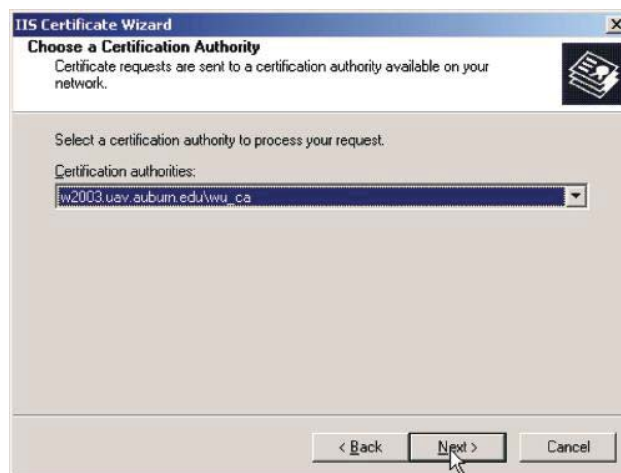 IIS Certificate Wizard
Choose a Certification Authority
Certificate requests are sent to a certification authority available on your
network.
Select a certification authority to process your request.
Certification authorities:
w2003.uav.auburn.edu\wu_ca
< Back
Next >
Cancel